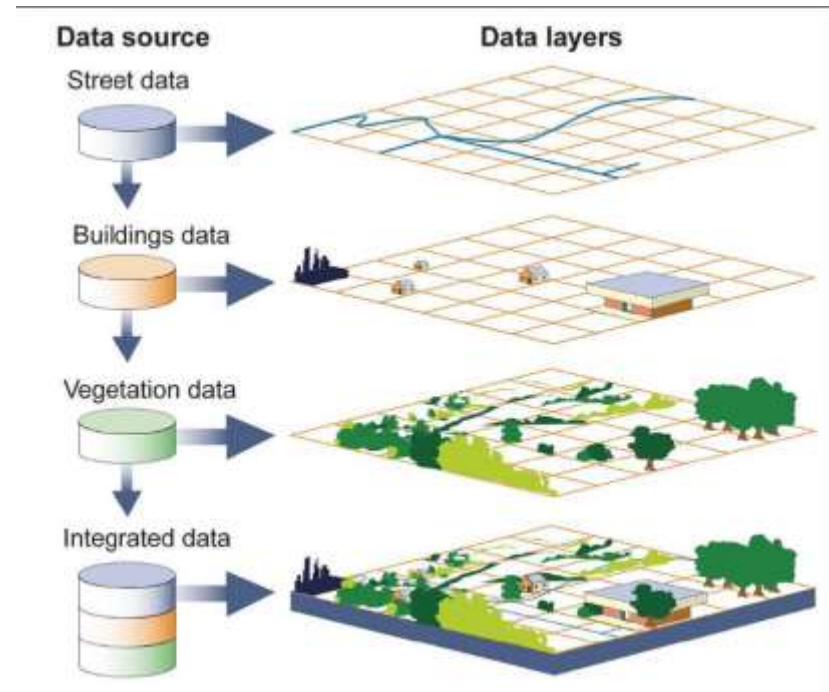 Data source
Data layers
Street data
Buildings data
Vegetation data
Integrated data